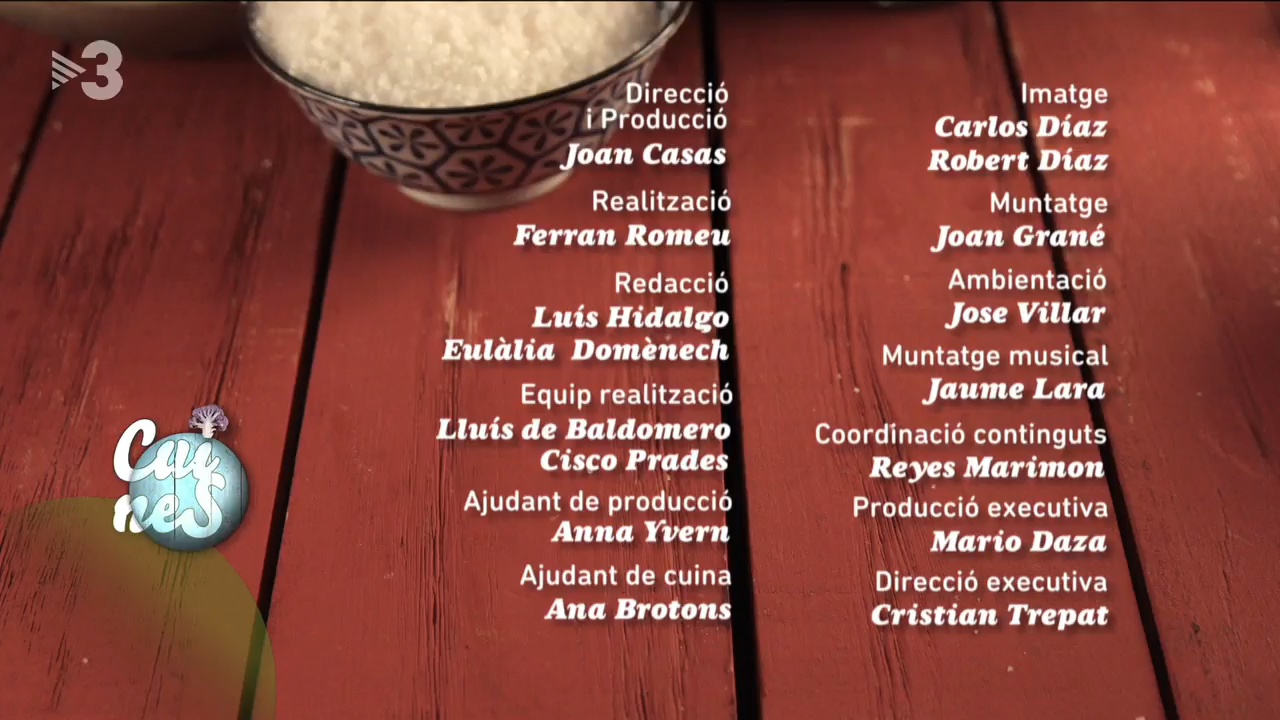 3
Direcció
i Producció
Joan Casas
Realització
Ferran Romeu
Redacció
Luís Hidalgo
Eulàlia Domènech
Equip realització
Lluís de Baldomero
Cisco Prades
Ajudant de producció
Anna Yvern
Ajudant de cuina
Ana Brotons
Imatge
Carlos Díaz
Robert Díaz
Muntatge
Joan Grané
Ambientació
Jose Villar
Muntatge musical
Jaume Lara
Coordinació continguts
Reyes Marimon
Producció executiva
Mario Daza
Direcció executiva
Cristian Trepat
Cui
neS